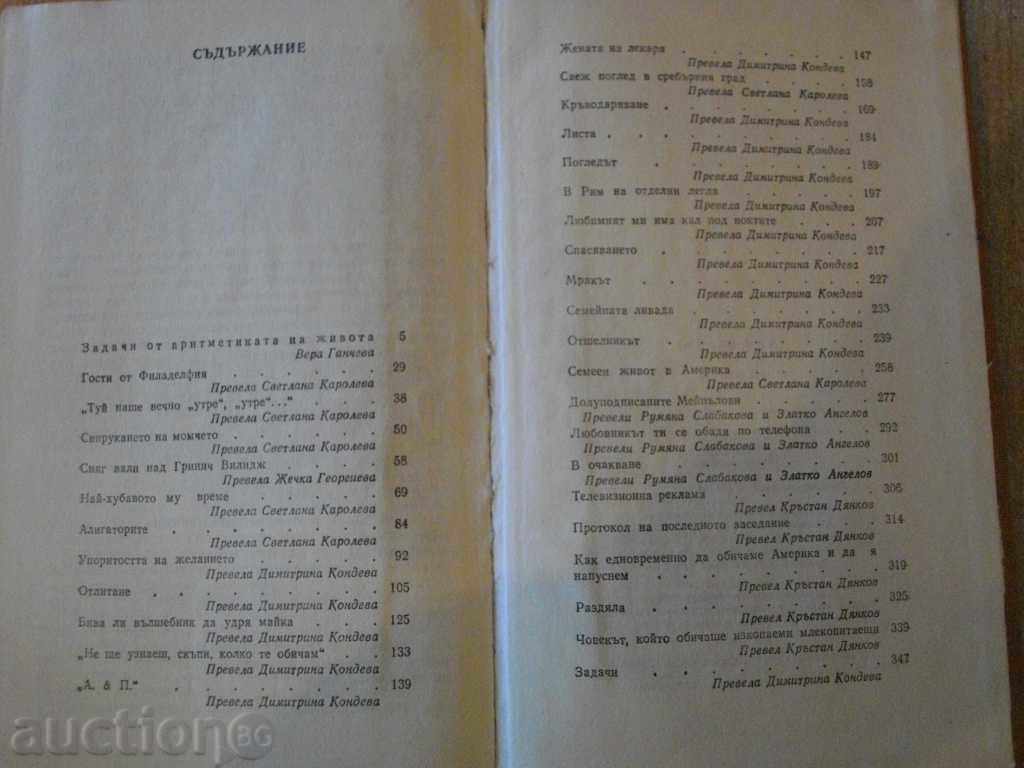 СЪДЪРЖАНИЕ
Задачи от аритметиката на живота 5
Вера Ганчева
Гости от Филаделфия . . . . . . 29
Превела Светлана Каролева
„Туй наше вечно „утре“, „утре“...“ . . . 38
Превела Светлана Каролева
Сгврукването на момчето . . . . . 50
Превела Светлана Каролева
Сняг вали над Гринич Вилидж . . . . 58
Превела Жечка Георгиева
Най-хубавото му време . . . . . 69
Превела Светлана Каролева
Алигаторите . . . . . . . 84
Превела Светлана Каролева
Упоритостта на желанието . . . . . 92
Превела Димитрина Кондева
Отлитане . . . . . . . . 105
Превела Димитрина Кондева
Бива ли вълшебник да удря майка . . . 125
Превела Димитрина Кондева
„Не ще узнаеш, скъпи, колко те обичам“ . . 133
Превела Димитрина Кондева
„А. & П.“ . . . . . . . . 139
Превела Димитрина Кондева
Жената на лекаря . . . . . . 147
Превела Димитрина Кондева
Свеж поглед в сребърния град . . . . 158
Превела Светлана Каролева
Кръводаряване . . . . . . . 169
Превела Димитрина Кондева
Листа . . . . . . . . . 184
Превела Димитрина Кондева
Погледът . . . . . . . . 189
Превела Димитрина Кондева
В Рим на отделни легла . . . . . 197
Превела Димитрина Кондева
Любимият ми има кал под ноктите . . . 207
Превела Димитрина Кондева
Спасяването . . . . . . . 217
Превела Димитрина Кондева
Мракът . . . . . . . . 227
Превела Димитрина Кондева
Семейната ливада . . . . . . 233
Превела Димитрина Кондева
Отшелникът . . . . . . . 239
Превела Димитрина Кондева
Семеен живот в Америка . . . . . 258
Превела Светлана Каролева
Долуподписаните Мейпълови . . . . 277
Превели Румяна Слабакова и Златко Ангелов
Любовникът ти се обади по телефона . . 292
Превели Румяна Слабакова и Златко Ангелов
В очакване . . . . . . . 301
Превели Румяна Слабакова и Златко Ангелов
Телевизионна реклама . . . . . 306
Превел Кръстан Дянков
Протокол на последното заседание . . . 314
Превел Кръстан Дянков
Как едновременно да обичаме Америка и да я
напуснем . . . . . . . . 319
Превел Кръстан Дянков
Раздяла . . . . . . . . 325
Превел Кръстан Дянков
Човекът, който обичаше изкопаеми млекопитаещи 339
Превел Кръстан Дянков
Задачи . . . . . . . . 347
Превела Димитрина Кондева
auctionBG